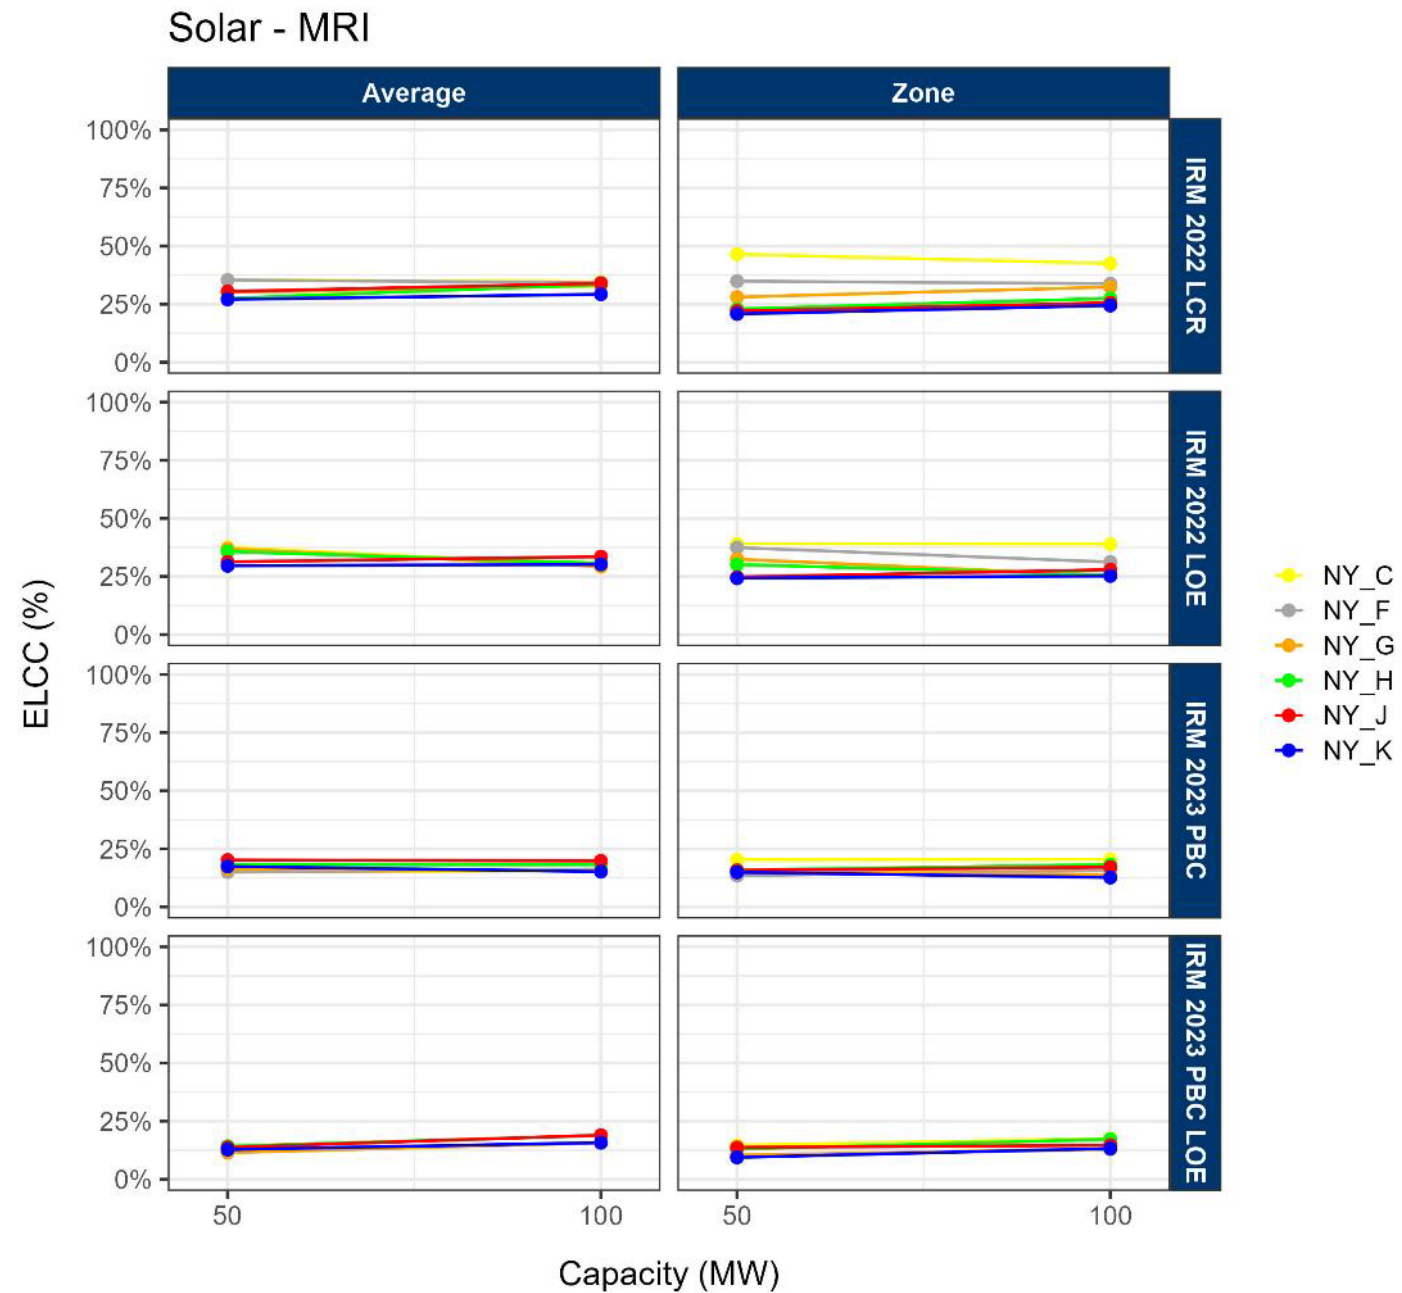 Solar - MRI
Average
Zone
100%
75%
50%
25%
0%
IRM 2022 LCR
100%
75%
50%
25%
0%
IRM 2022 LOE
100%
75%
50%
25%
0%
IRM 2023 PBC
100%
75%
50%
25%
0%
IRM 2023 PBC LOE
ELCC (%)
50
100
50
100
Capacity (MW)
NY_C
NY_F
NY_G
NY_H
NY_J
NY_K